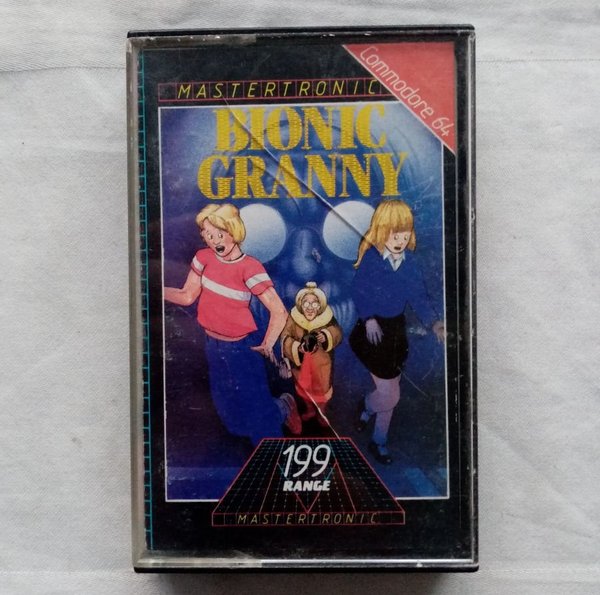 MASTERTRONIC
Commodore 64
BIONIC
GRANNY
199
RANGE
MASTERTRONIC